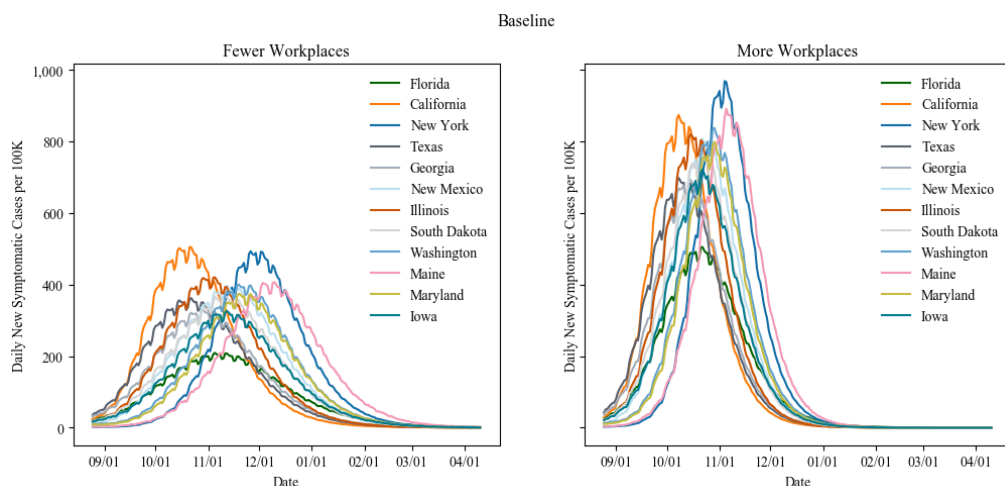 Baseline
Fewer Workplaces
Daily New Symptomatic Cases per 100K
1,000
800
600
400
200
0
Florida
California
New York
Texas
Georgia
New Mexico
Illinois
South Dakota
Washington
Maine
Maryland
Iowa
09/01 10/01 11/01 12/01 01/01 02/01 03/01 04/01
Date
More Workplaces
Daily New Symptomatic Cases per 100K
Florida
California
New York
Texas
Georgia
New Mexico
Illinois
South Dakota
Washington
Maine
Maryland
Iowa
09/01 10/01 11/01 12/01 01/01 02/01 03/01 04/01
Date